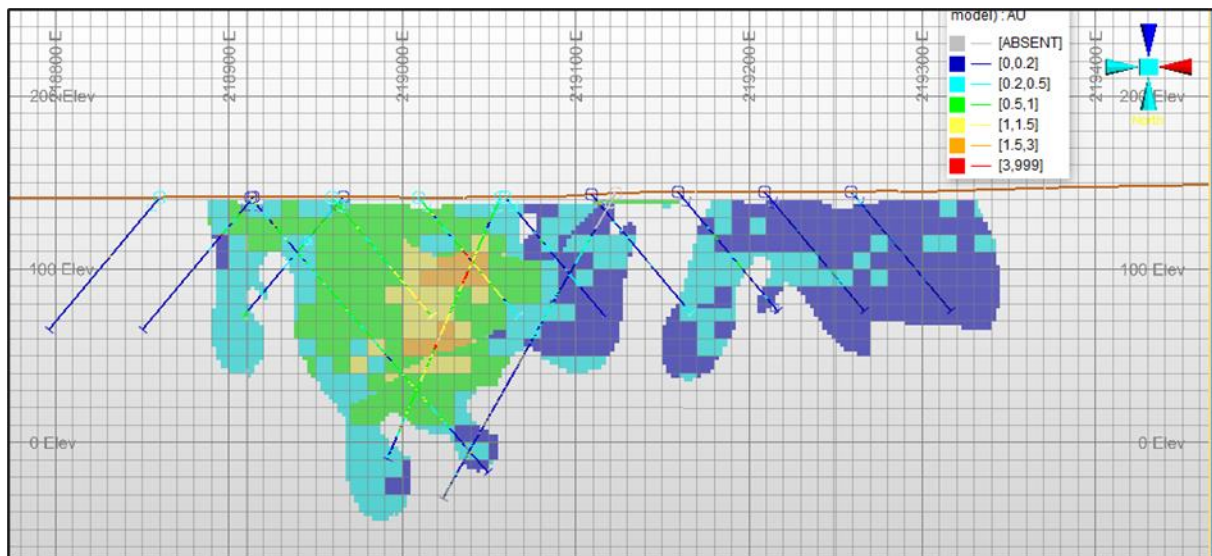 model) : AU
[ABSENT]
[0,0.2]
[0.2,0.5]
[0.5,1]
[1,1.5]
[1.5,3]
[3,999]
218800 E
218900 E
219000 E
219100 E
219200 E
219300 E
219400 E
North
200 Elev
200 Elev
100 Elev
100 Elev
0 Elev
0 Elev